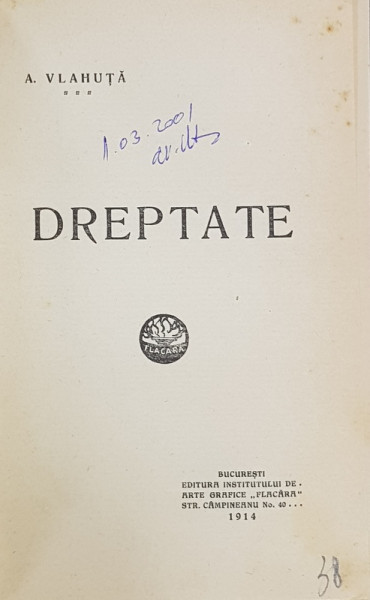 A. VLAHUȚĂ
1.03.2001
DREPTATE
FLACĂRA
BUCUREȘTI
EDITURA INSTITUTULUI DE
ARTE GRAFICE „FLACĂRA"
STR. CÂMPINEANU No. 40
1914
38